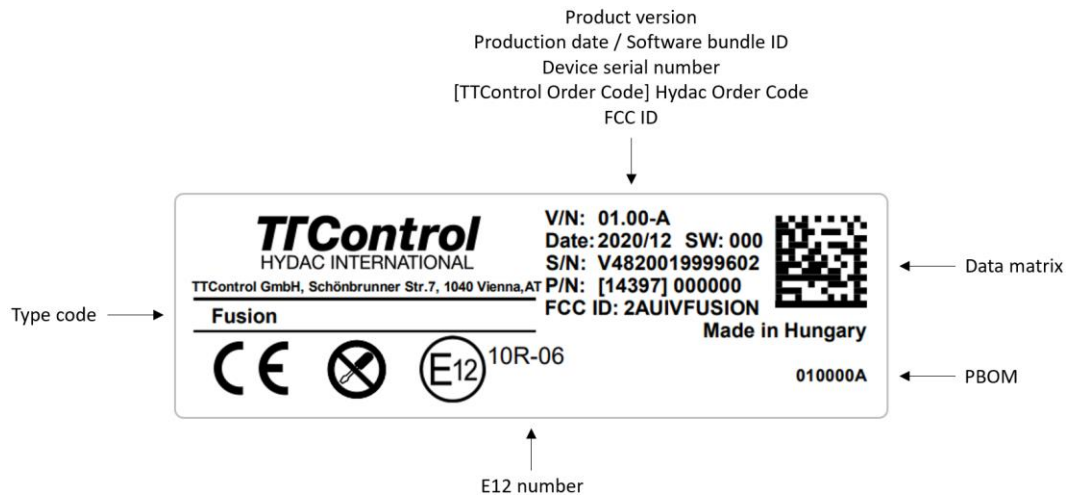 Product version
Production date / Software bundle ID
Device serial number
[TTControl Order Code] Hydac Order Code
FCC ID
TTControl
HYDAC INTERNATIONAL
TTControl GmbH, Schönbrunner Str.7, 1040 Vienna,AT
Fusion
CE
E12
10R-06
V/N: 01.00-A
Date: 2020/12 SW: 000
S/N: V4820019999602
P/N: [14397] 000000
FCC ID: 2AUIVFUSION
Made in Hungary
010000A
Type code
Data matrix
PBOM
E12 number